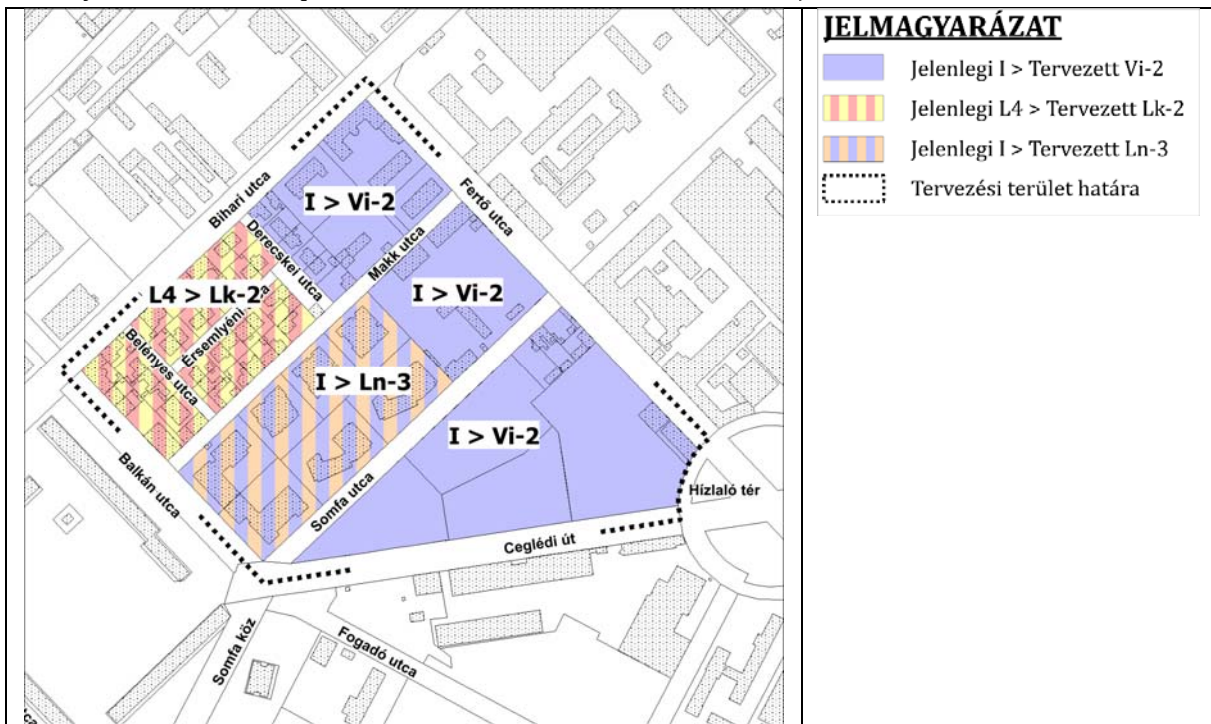 JELMAGYARÁZAT
Jelenlegi I > Tervezett Vi-2
Jelenlegi L4 > Tervezett Lk-2
Jelenlegi I > Tervezett Ln-3
Tervezési terület határa
Bihari utca
I > Vi-2
Fertő utca
Derecskei utca
Makk utca
L4 > Lk-2
I > Vi-2
Érsemlyéni
Belényes utca
I > Ln-3
I > Vi-2
Balkán utca
Somfa utca
Hízlaló tér
Ceglédi út
Somfa köz
Fogadó utca